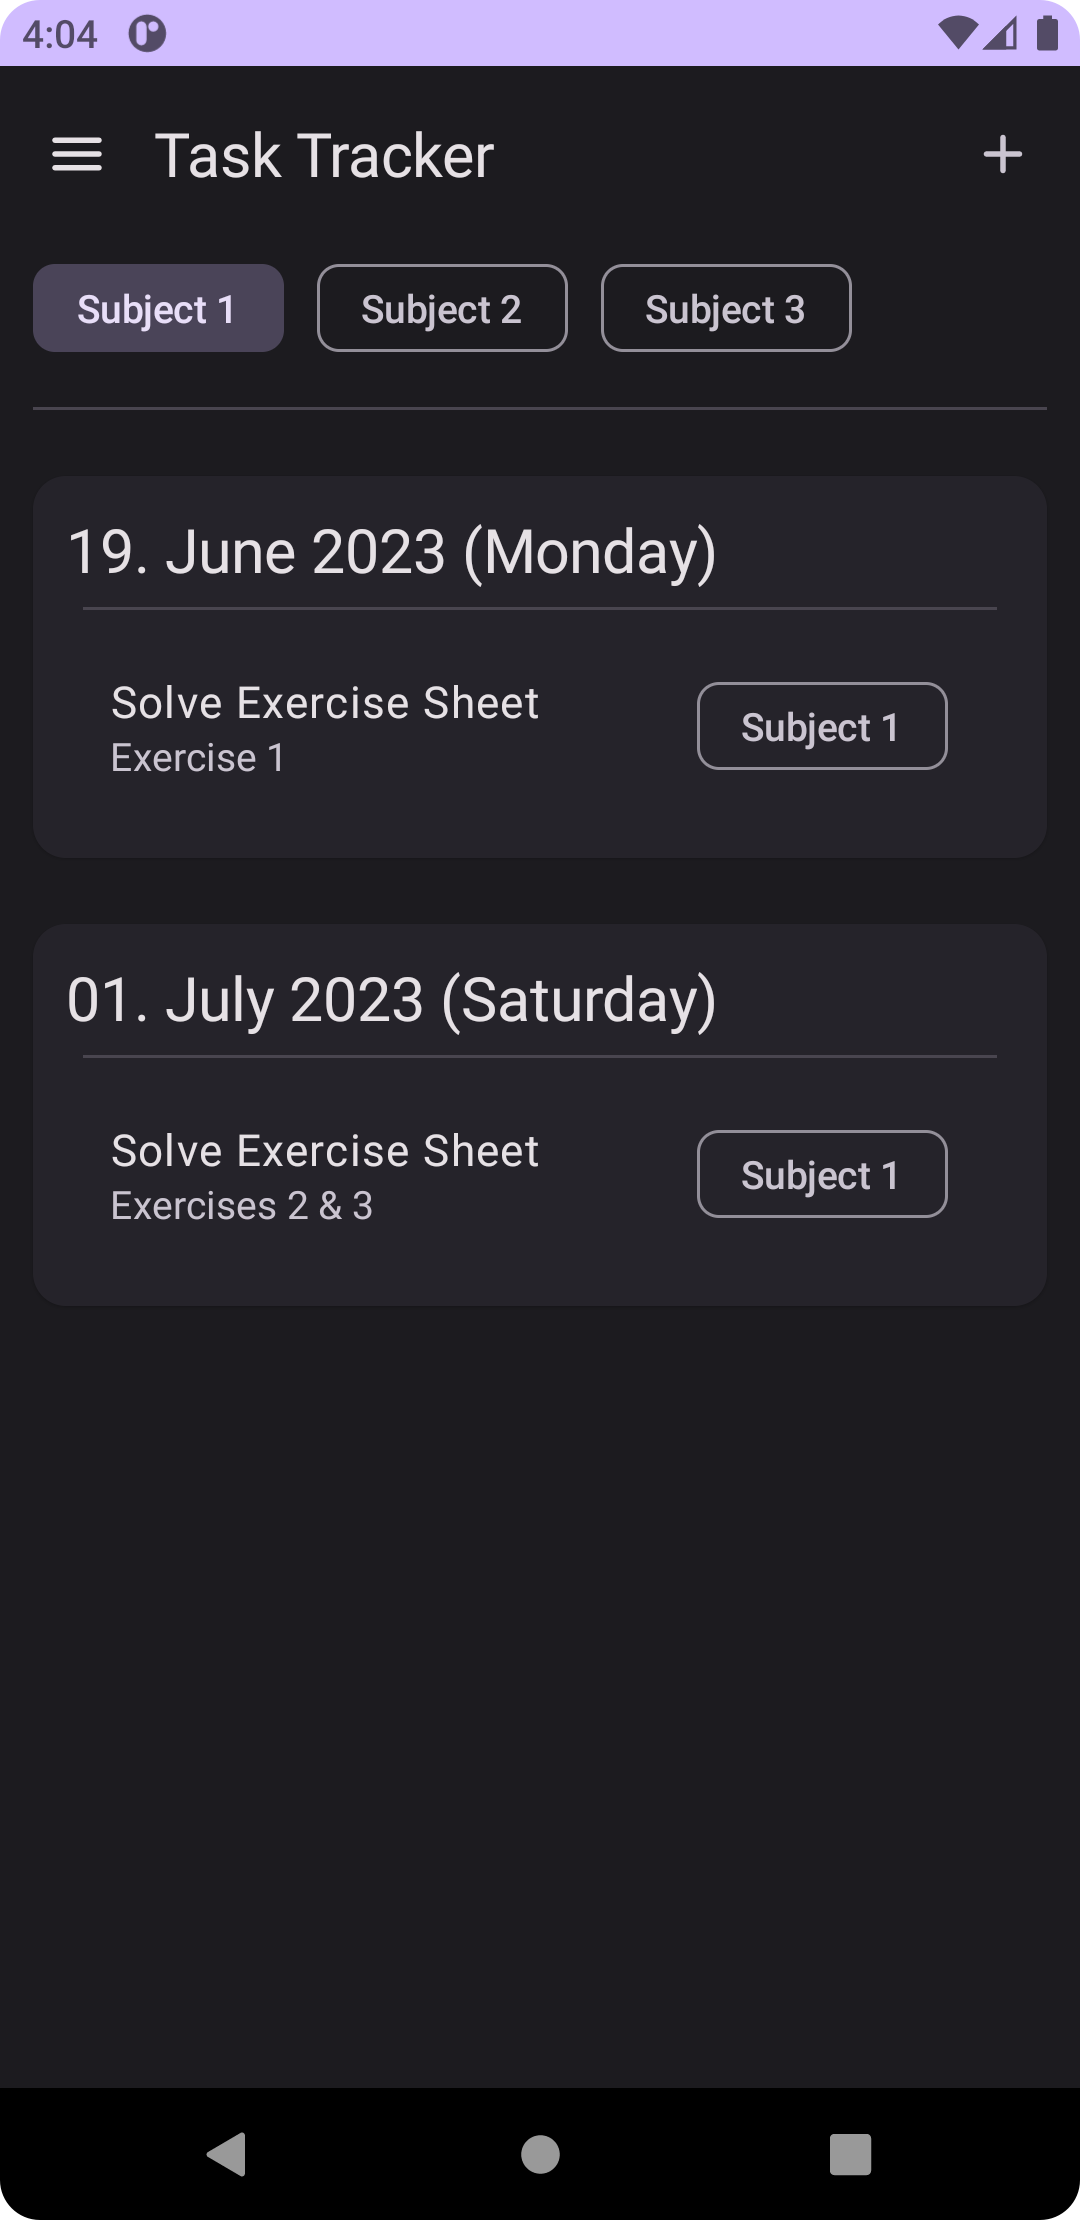 4:04
Task Tracker
Subject 1 Subject 2 Subject 3
19. June 2023 (Monday)
Solve Exercise Sheet
Exercise 1
Subject 1
01. July 2023 (Saturday)
Solve Exercise Sheet
Exercises 2 & 3
Subject 1